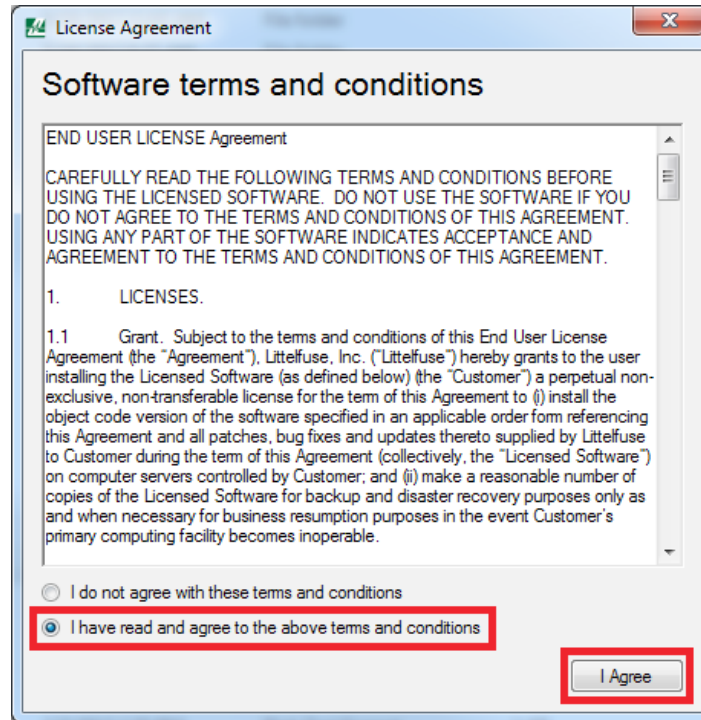 License Agreement
Software terms and conditions
END USER LICENSE Agreement
CAREFULLY READ THE FOLLOWING TERMS AND CONDITIONS BEFORE
USING THE LICENSED SOFTWARE.  DO NOT USE THE SOFTWARE IF YOU
DO NOT AGREE TO THE TERMS AND CONDITIONS OF THIS AGREEMENT.
USING ANY PART OF THE SOFTWARE INDICATES ACCEPTANCE AND
AGREEMENT TO THE TERMS AND CONDITIONS OF THIS AGREEMENT.
1. LICENSES.
1.1 Grant.  Subject to the terms and conditions of this End User License
Agreement (the "Agreement"), Littelfuse, Inc. ("Littelfuse") hereby grants to the user
installing the Licensed Software (as defined below) (the "Customer") a perpetual non-
exclusive, non-transferable license for the term of this Agreement to (i) install the
object code version of the software specified in an applicable order form referencing
this Agreement and all patches, bug fixes and updates thereto supplied by Littelfuse
to Customer during the term of this Agreement (collectively, the "Licensed Software")
on computer servers controlled by Customer; and (ii) make a reasonable number of
copies of the Licensed Software for backup and disaster recovery purposes only as
and when necessary for business resumption purposes in the event Customer's
primary computing facility becomes inoperable.
I do not agree with these terms and conditions
I have read and agree to the above terms and conditions
I Agree